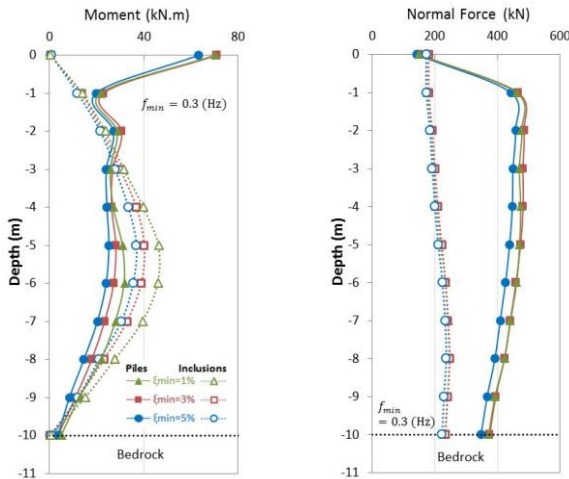 Moment (kN.m)
0 40 80
0
-1
-2
-3
-4
-5
-6
-7
-8
-9
-10
-11
Depth (m)
f_min = 0.3 (Hz)
Piles Inclusions
ξmin=1%
ξmin=3%
ξmin=5%
Bedrock
Normal Force (kN)
0 200 400 600
0
-1
-2
-3
-4
-5
-6
-7
-8
-9
-10
-11
Depth (m)
f_min
= 0.3 (Hz)
Bedrock